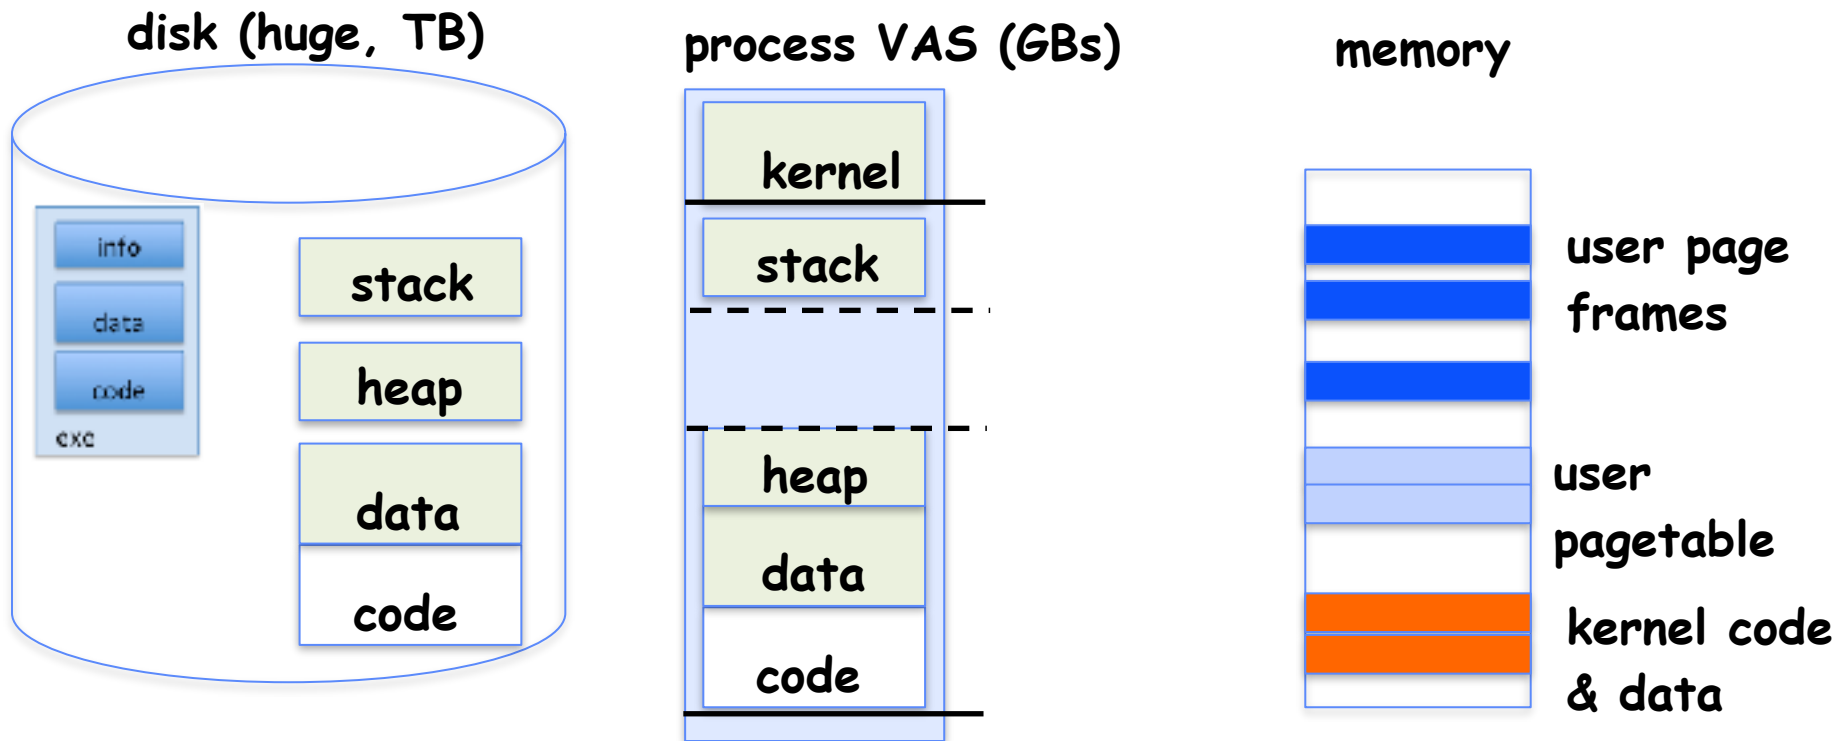 disk (huge, TB)
info
data
code
exe
stack
heap
data
code
process VAS (GBs)
kernel
stack
heap
data
code
memory
user page
frames
user
pagetable
kernel code
& data